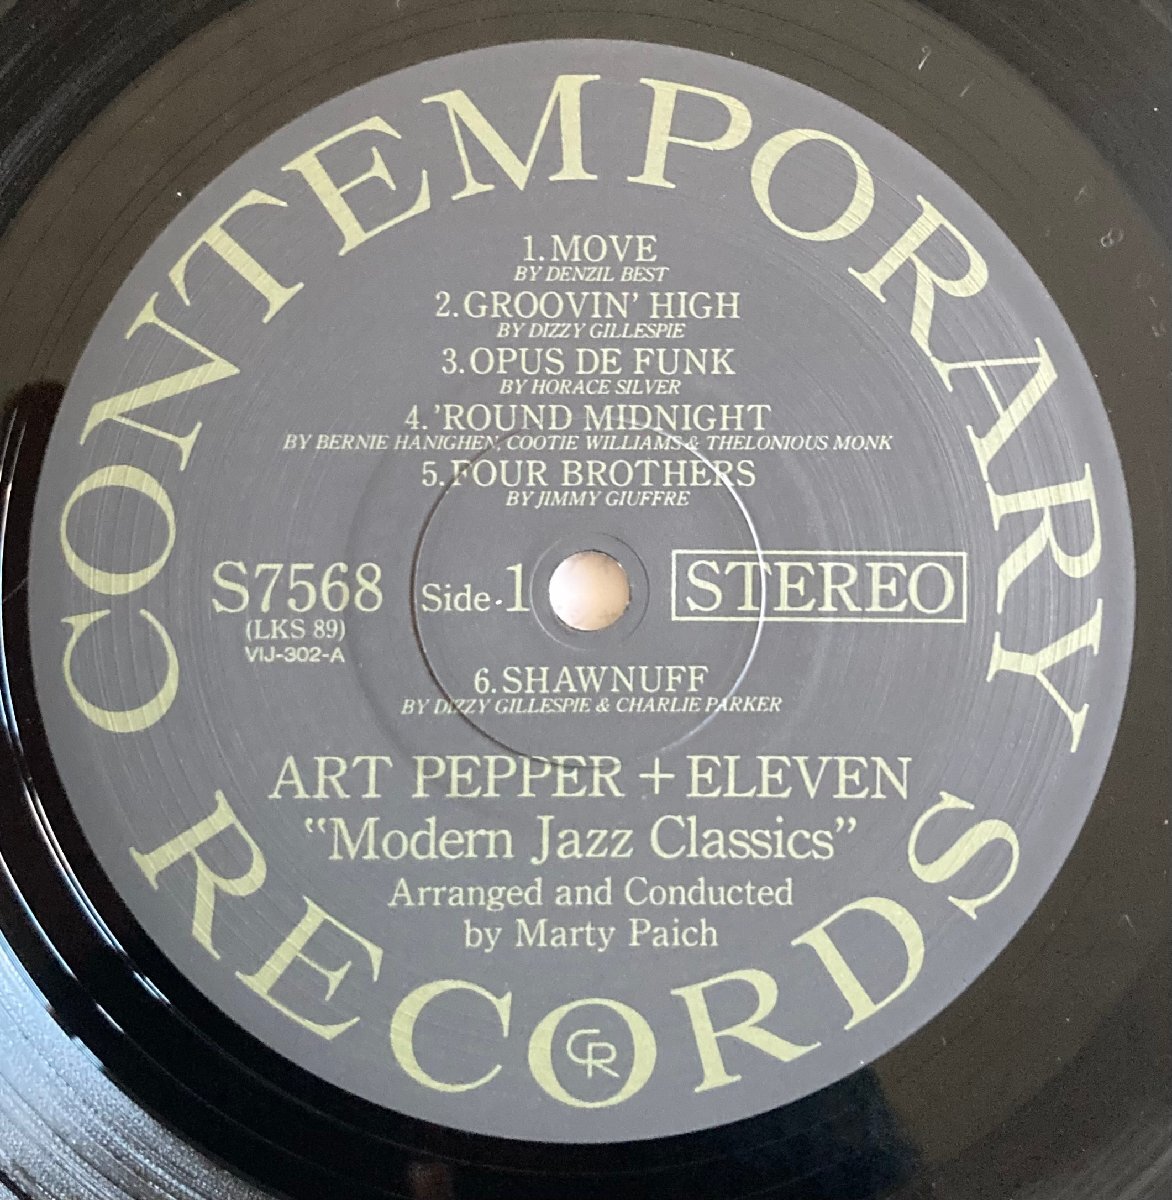 CONTEMPORARY
1. MOVE
BY DENZIL BEST
2. GROOVIN' HIGH
BY DIZZY GILLESPIE
3. OPUS DE FUNK
BY HORACE SILVER
4. 'ROUND MIDNIGHT
BY BERNIE HANIGHEN, COOTIE WILLIAMS & THELONIOUS MONK
5. FOUR BROTHERS
BY JIMMY GIUFFRE
S7568 Side·1 STEREO
(LKS 89)
VIJ-302-A
6. SHAWNUFF
BY DIZZY GILLESPIE & CHARLIE PARKER
ART PEPPER + ELEVEN
“Modern Jazz Classics”
Arranged and Conducted
by Marty Paich
RECORDS
CR